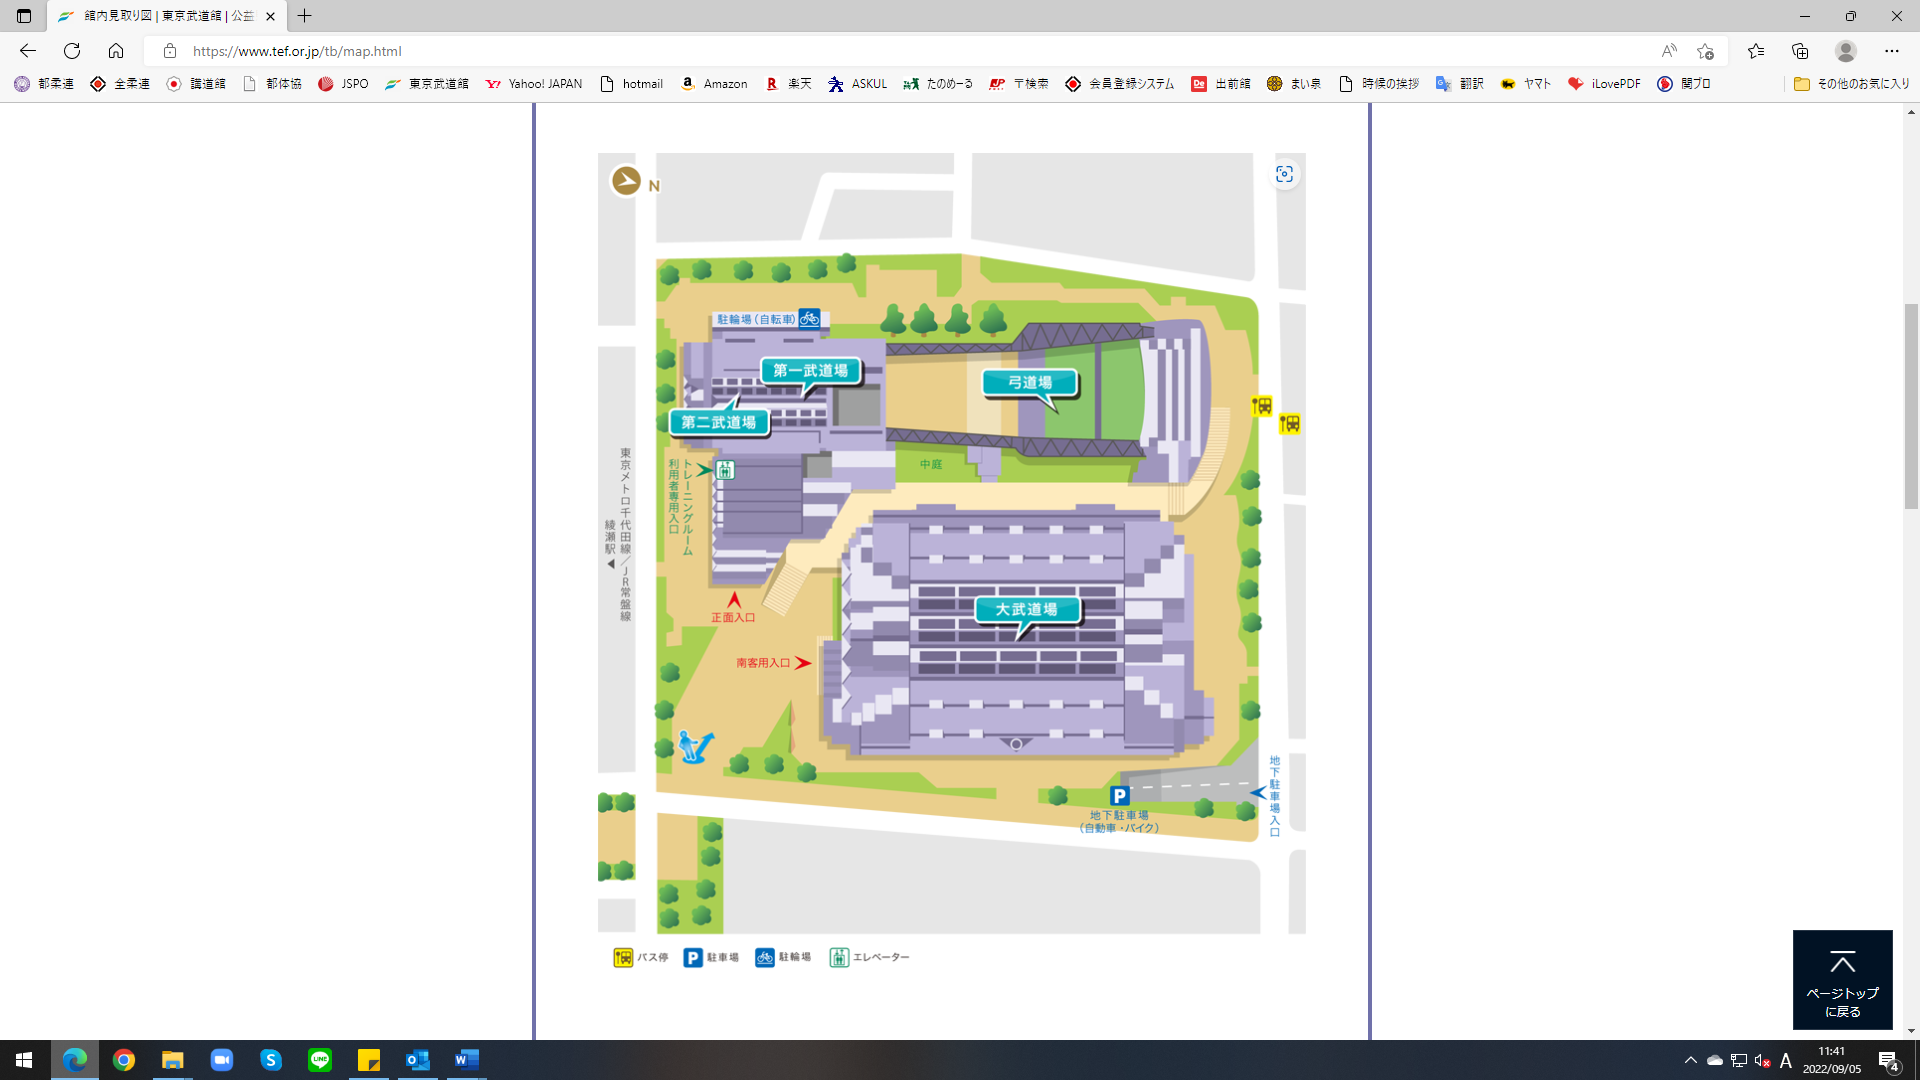 館内見取り図 | 東京武道館 | 公益
https://www.tef.or.jp/tb/map.html
都柔連 全柔連 講道館 都体協 JSPO 東京武道館 Yahoo! JAPAN hotmail Amazon 楽天 ASKUL たのめーる 〒検索 会員登録システム 出前館 まい泉 時候の挨拶 翻訳 ヤマト iLovePDF 関ブロ その他のお気に入り
N
駐輪場（自転車）
第一武道場
弓道場
第二武道場
中庭
トレーニングルーム
利用者専用入口
東京メトロ千代田線／JR常盤線
綾瀬駅◀
正面入口
大武道場
南客用入口
地下駐車場入口
P
地下駐車場
（自動車・バイク）
バス停 P 駐車場 駐輪場 エレベーター
ページトップ
に戻る
A
11:41
2022/09/05
4